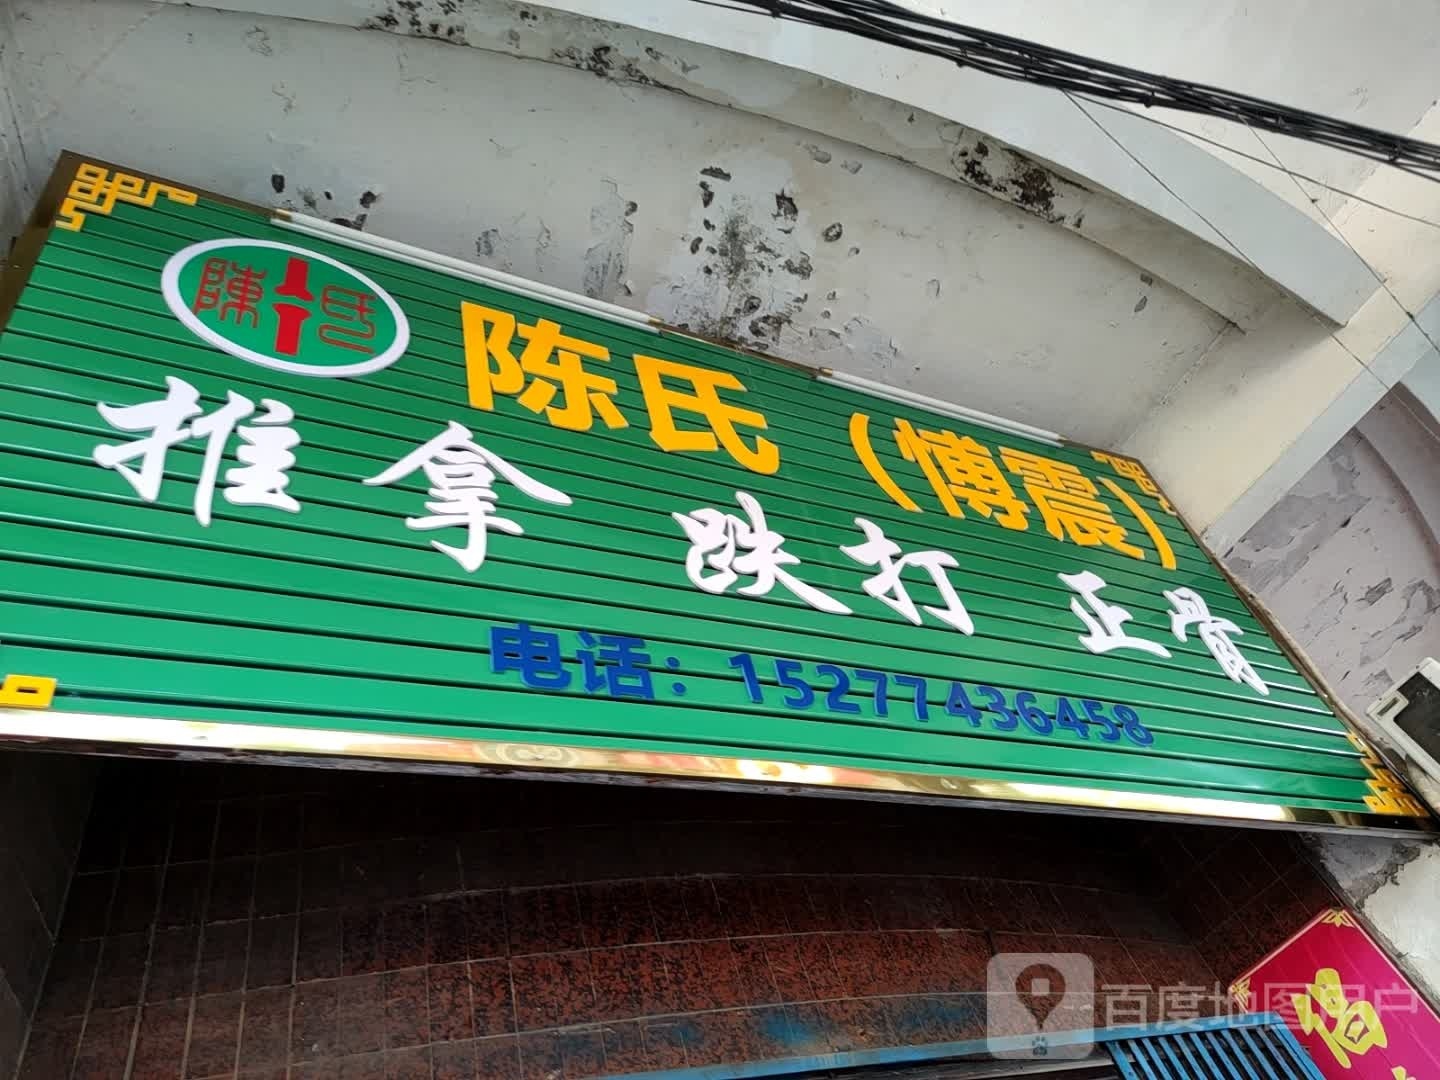 陳氏
陈氏（博震）
推拿 跌打 正骨
电话：15277436458
福
百度地图用户